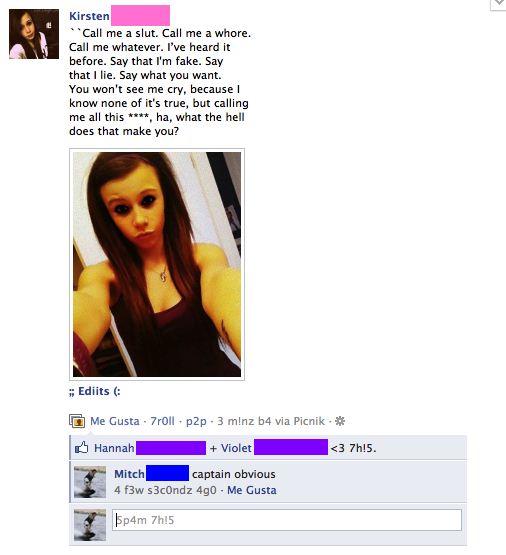 Kirsten
``Call me a slut. Call me a whore.
Call me whatever. I've heard it
before. Say that I'm fake. Say
that I lie. Say what you want.
You won't see me cry, because I
know none of it's true, but calling
me all this ****, ha, what the hell
does that make you?
;; Ediits (:
Me Gusta · 7r0ll · p2p · 3 m!nz b4 via Picnik ·
Hannah + Violet <3 7h!5.
Mitch captain obvious
4 f3w s3c0ndz 4g0 · Me Gusta
5p4m 7h!5